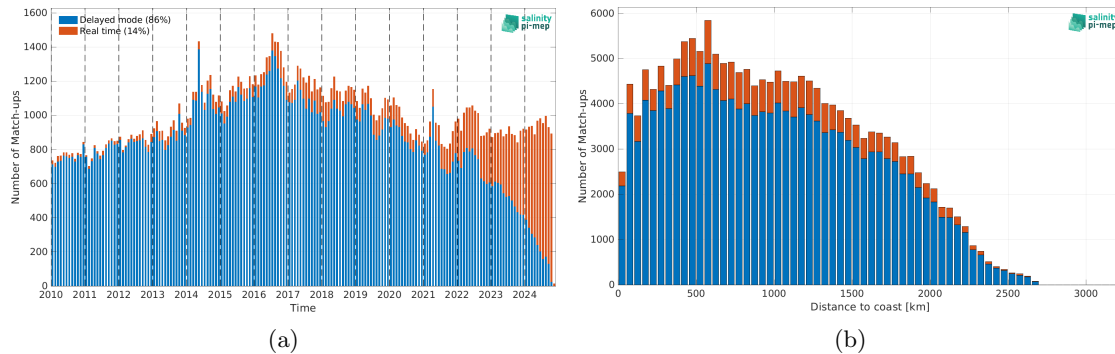 Delayed mode (86%)
Real time (14%)
salinity
pi-mep
1600
1400
1200
1000
800
600
400
200
0
Number of Match-ups
2010 2011 2012 2013 2014 2015 2016 2017 2018 2019 2020 2021 2022 2023 2024
Time
(a)
salinity
pi-mep
6000
5000
4000
3000
2000
1000
0
Number of Match-ups
0 500 1000 1500 2000 2500 3000
Distance to coast [km]
(b)